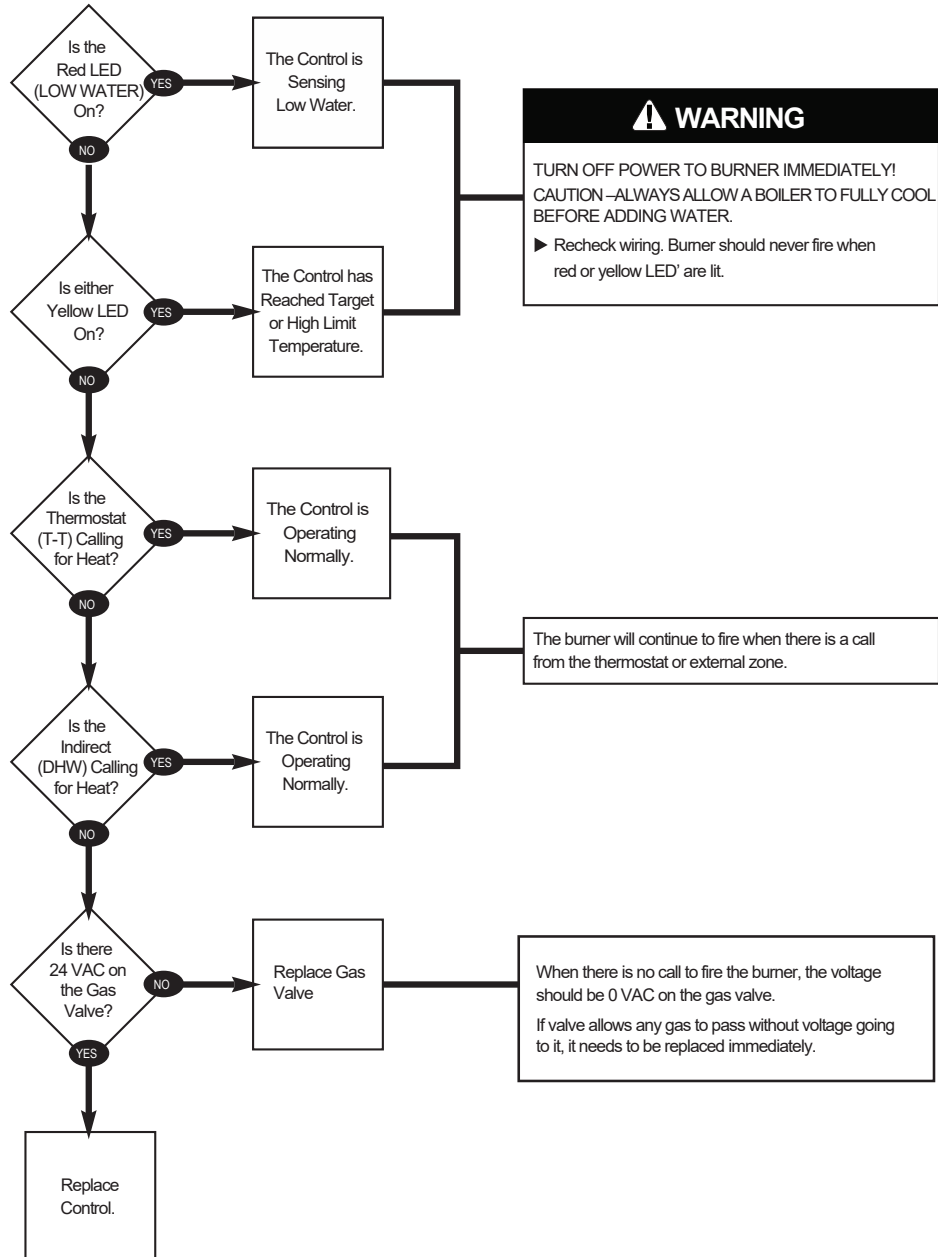 Is the
Red LED
(LOW WATER)
On?
YES
The Control is
Sensing
Low Water.
NO
WARNING
TURN OFF POWER TO BURNER IMMEDIATELY!
CAUTION –ALWAYS ALLOW A BOILER TO FULLY COOL
BEFORE ADDING WATER.
▶ Recheck wiring. Burner should never fire when
red or yellow LED' are lit.
Is either
Yellow LED
On?
YES
The Control has
Reached Target
or High Limit
Temperature.
NO
Is the
Thermostat
(T-T) Calling
for Heat?
YES
The Control is
Operating
Normally.
NO
The burner will continue to fire when there is a call
from the thermostat or external zone.
Is the
Indirect
(DHW) Calling
for Heat?
YES
The Control is
Operating
Normally.
NO
Is there
24 VAC on
the Gas
Valve?
NO
Replace Gas
Valve
When there is no call to fire the burner, the voltage
should be 0 VAC on the gas valve.
If valve allows any gas to pass without voltage going
to it, it needs to be replaced immediately.
YES
Replace
Control.